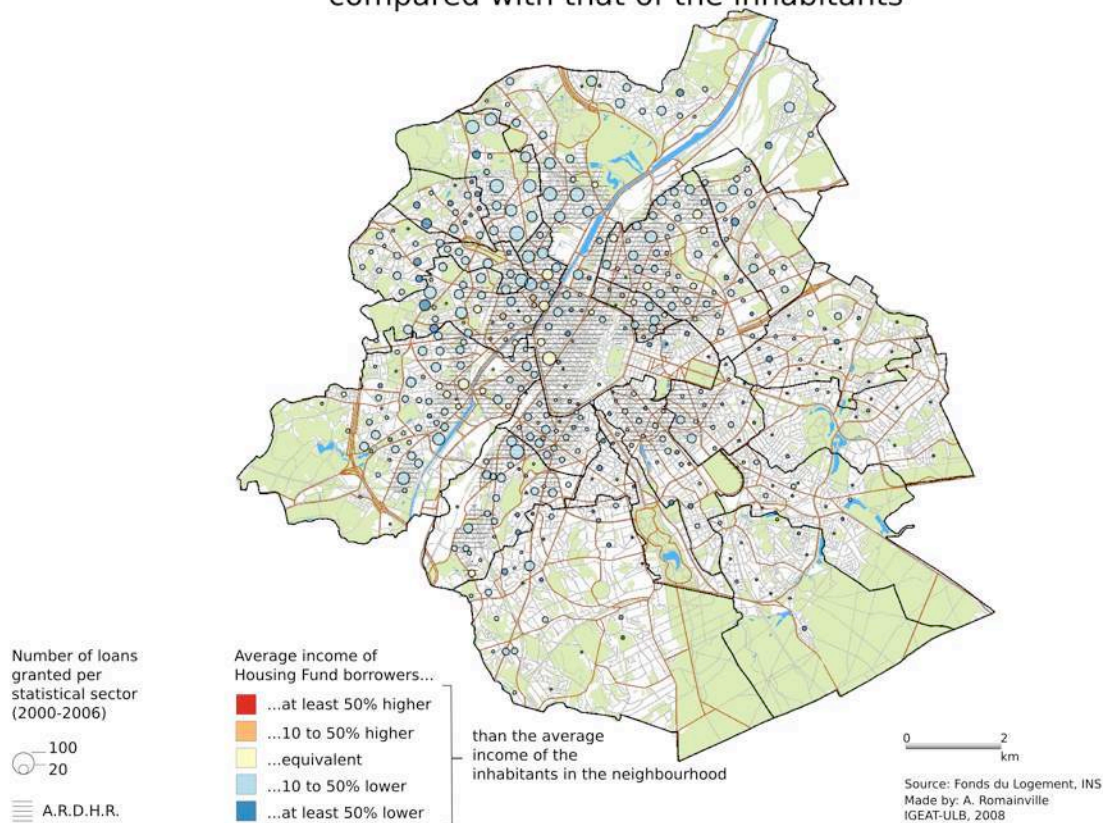 compared with that of the inhabitants
Number of loans
granted per
statistical sector
(2000-2006)
100
20
A.R.D.H.R.
Average income of
Housing Fund borrowers...
...at least 50% higher
...10 to 50% higher
...equivalent
...10 to 50% lower
...at least 50% lower
than the average
income of the
inhabitants in the neighbourhood
0 2
km
Source: Fonds du Logement, INS
Made by: A. Romainville
IGEAT-ULB, 2008